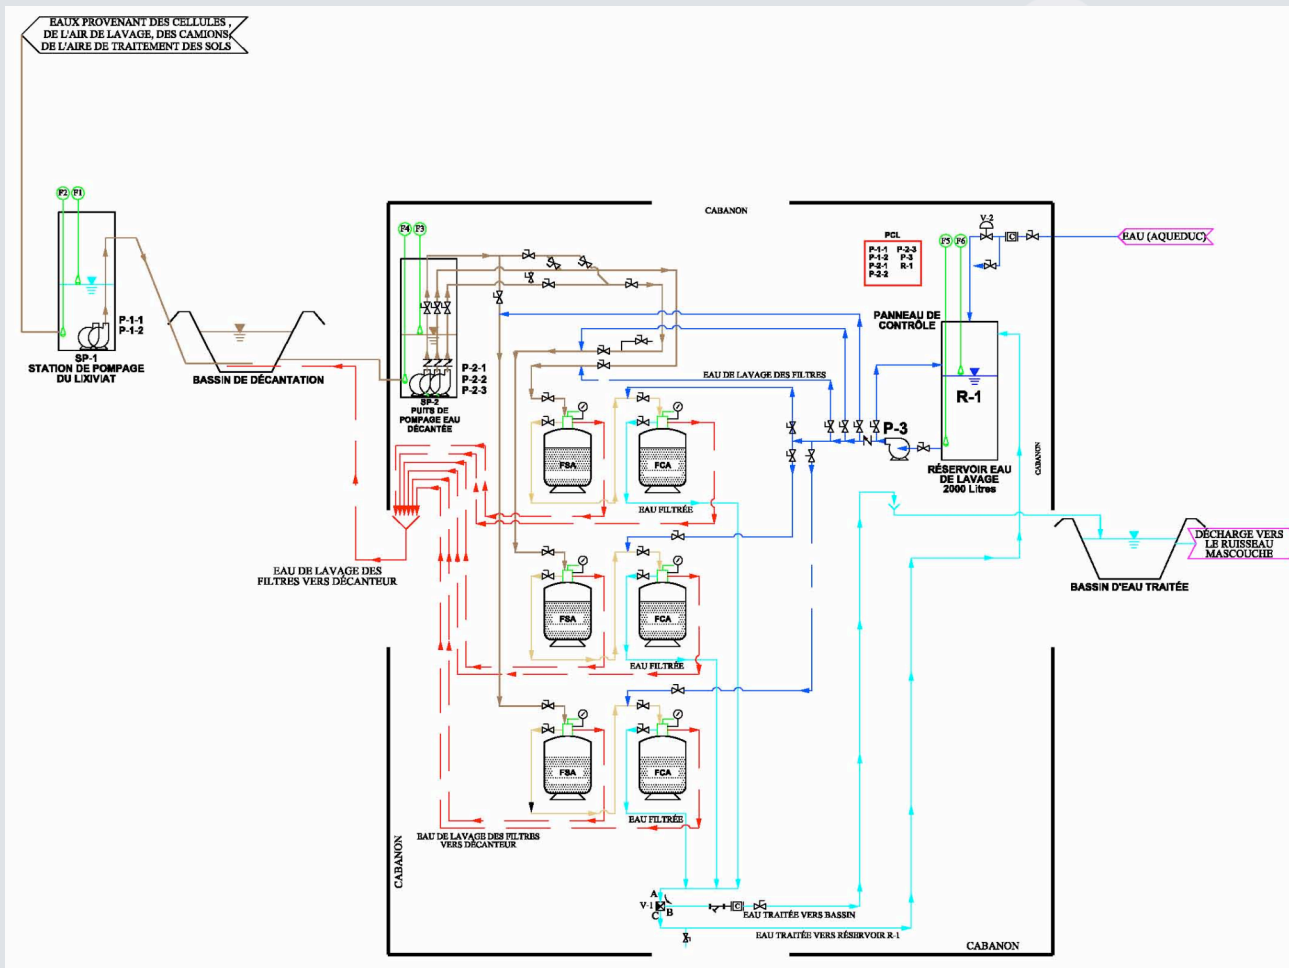 EAUX PROVENANT DES CELLULES ,
DE L'AIR DE LAVAGE, DES CAMIONS,
DE L'AIRE DE TRAITEMENT DES SOLS
F2
F1
P-1-1
P-1-2
SP-1
STATION DE POMPAGE
DU LIXIVIAT
BASSIN DE DÉCANTATION
CABANON
F4
F3
P-2-1
P-2-2
P-2-3
SP-2
PUITS DE
POMPAGE EAU
DÉCANTÉE
PCL
P-1-1 P-2-3
P-1-2 P-3
P-2-1 R-1
P-2-2
F5
F6
V-2
C
EAU (AQUEDUC)
PANNEAU DE
CONTRÔLE
R-1
P-3
RÉSERVOIR EAU
DE LAVAGE
2000 Litres
CABANON
EAU DE LAVAGE DES FILTRES
FSA
FCA
EAU FILTRÉE
EAU DE LAVAGE DES
FILTRES VERS DÉCANTEUR
DÉCHARGE VERS
LE RUISSEAU
MASCOUCHE
BASSIN D'EAU TRAITÉE
FSA
FCA
EAU FILTRÉE
FSA
FCA
EAU FILTRÉE
EAU DE LAVAGE DES FILTRES
VERS DÉCANTEUR
CABANON
A
V-1
B
C
C
EAU TRAITÉE VERS BASSIN
EAU TRAITÉE VERS RÉSERVOIR R-1
CABANON